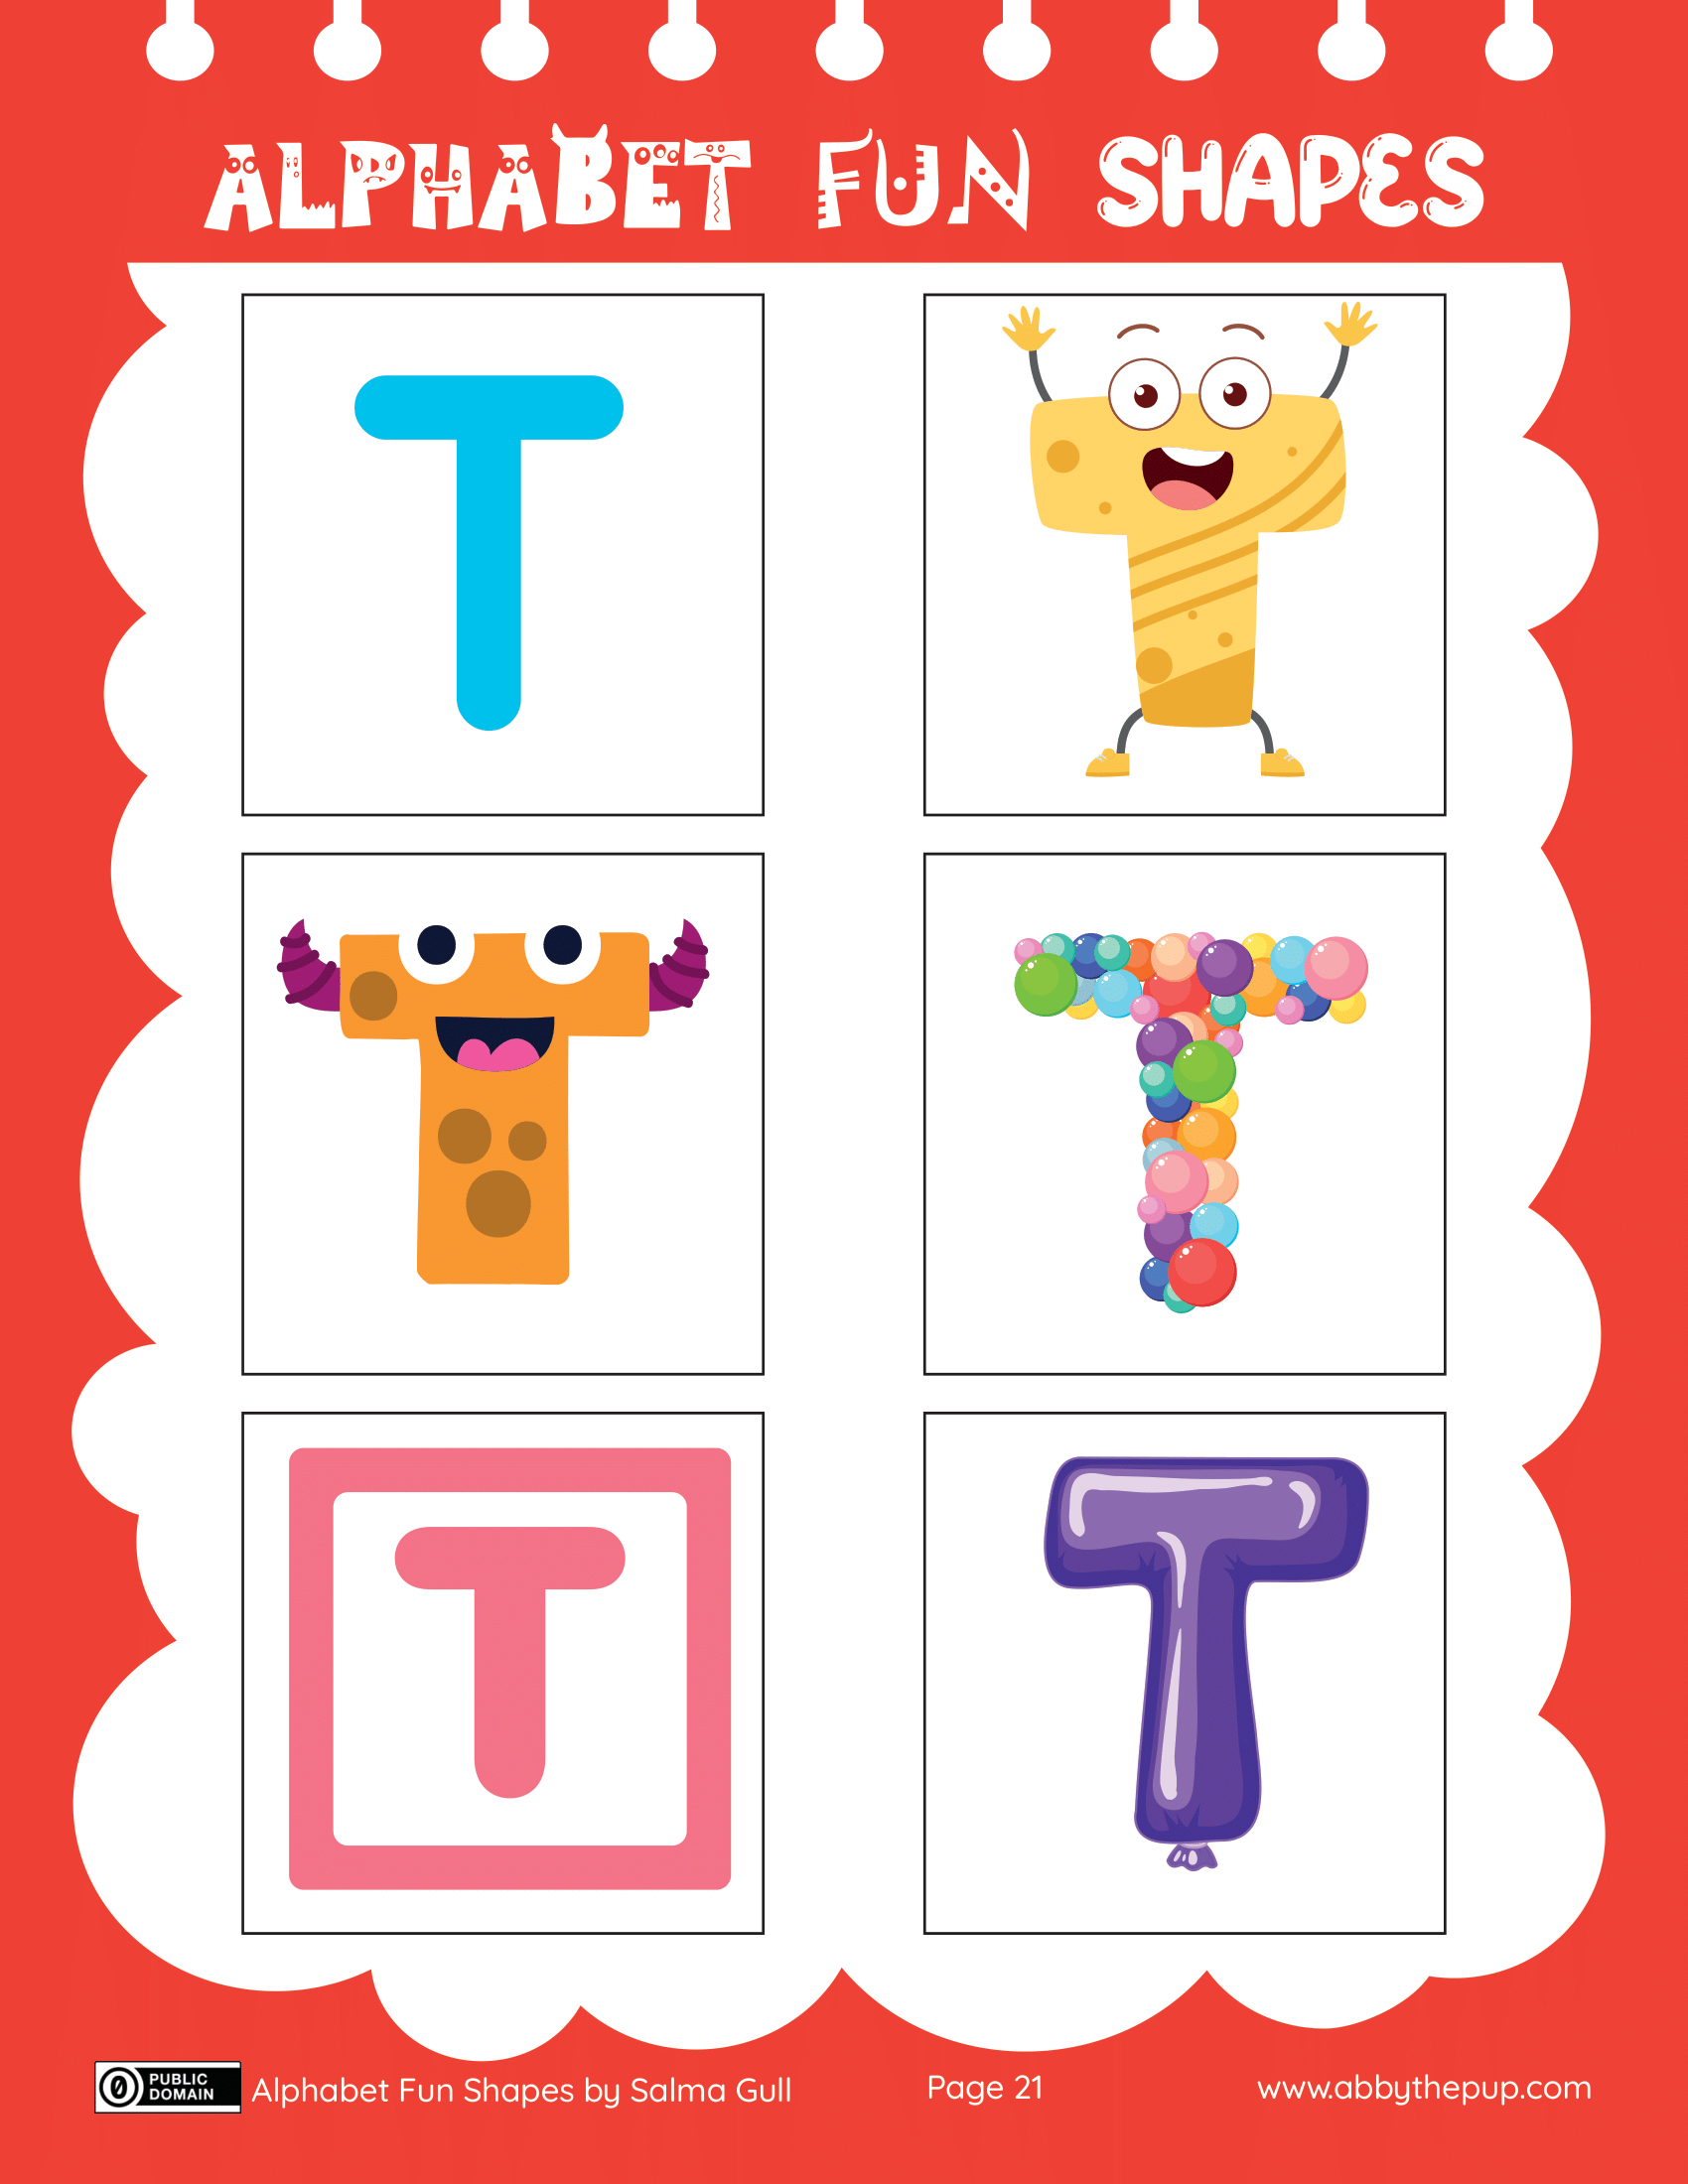 ALPHABET FUN SHAPES
T
T
T
T
T
T
PUBLIC
DOMAIN
Alphabet Fun Shapes by Salma Gull
Page 21
www.abbythepup.com